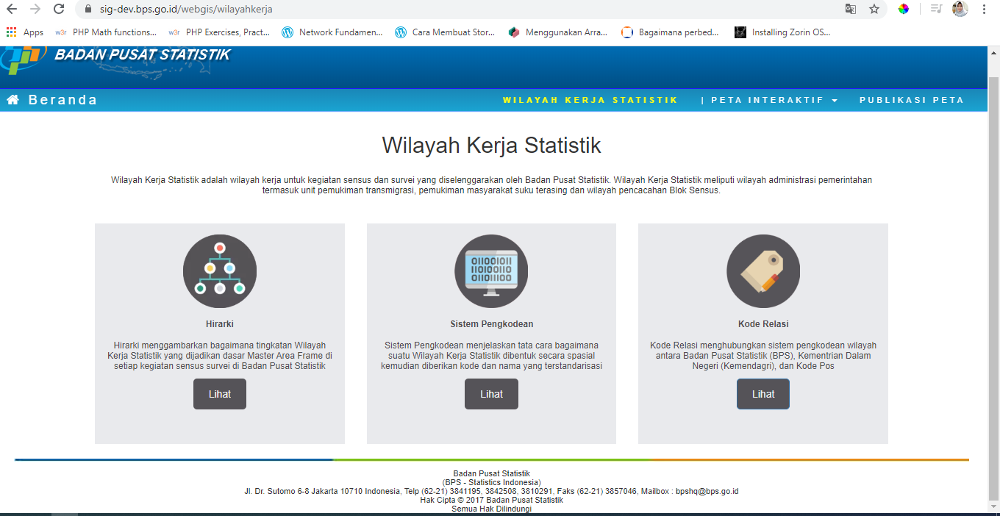 sig-dev.bps.go.id/webgis/wilayahkerja
Apps
w3r PHP Math functions...
w3r PHP Exercises, Pract...
Network Fundamen...
Cara Membuat Stor...
Menggunakan Arra...
Bagaimana perbed...
Installing Zorin OS...
BADAN PUSAT STATISTIK
Beranda
WILAYAH KERJA STATISTIK
| PETA INTERAKTIF
PUBLIKASI PETA
Wilayah Kerja Statistik
Wilayah Kerja Statistik adalah wilayah kerja untuk kegiatan sensus dan survei yang diselenggarakan oleh Badan Pusat Statistik. Wilayah Kerja Statistik meliputi wilayah administrasi pemerintahan
termasuk unit pemukiman transmigrasi, pemukiman masyarakat suku terasing dan wilayah pencacahan Blok Sensus.
Hirarki
Hirarki menggambarkan bagaimana tingkatan Wilayah
Kerja Statistik yang dijadikan dasar Master Area Frame di
setiap kegiatan sensus survei di Badan Pusat Statistik
Lihat
011001011
110100110
011011100
Sistem Pengkodean
Sistem Pengkodean menjelaskan tata cara bagaimana
suatu Wilayah Kerja Statistik dibentuk secara spasial
kemudian diberikan kode dan nama yang terstandarisasi
Lihat
Kode Relasi
Kode Relasi menghubungkan sistem pengkodean wilayah
antara Badan Pusat Statistik (BPS), Kementrian Dalam
Negeri (Kemendagri), dan Kode Pos
Lihat
Badan Pusat Statistik
(BPS - Statistics Indonesia)
Jl. Dr. Sutomo 6-8 Jakarta 10710 Indonesia, Telp (62-21) 3841195, 3842508, 3810291, Faks (62-21) 3857046, Mailbox : bpshq@bps.go.id
Hak Cipta © 2017 Badan Pusat Statistik
Semua Hak Dilindungi